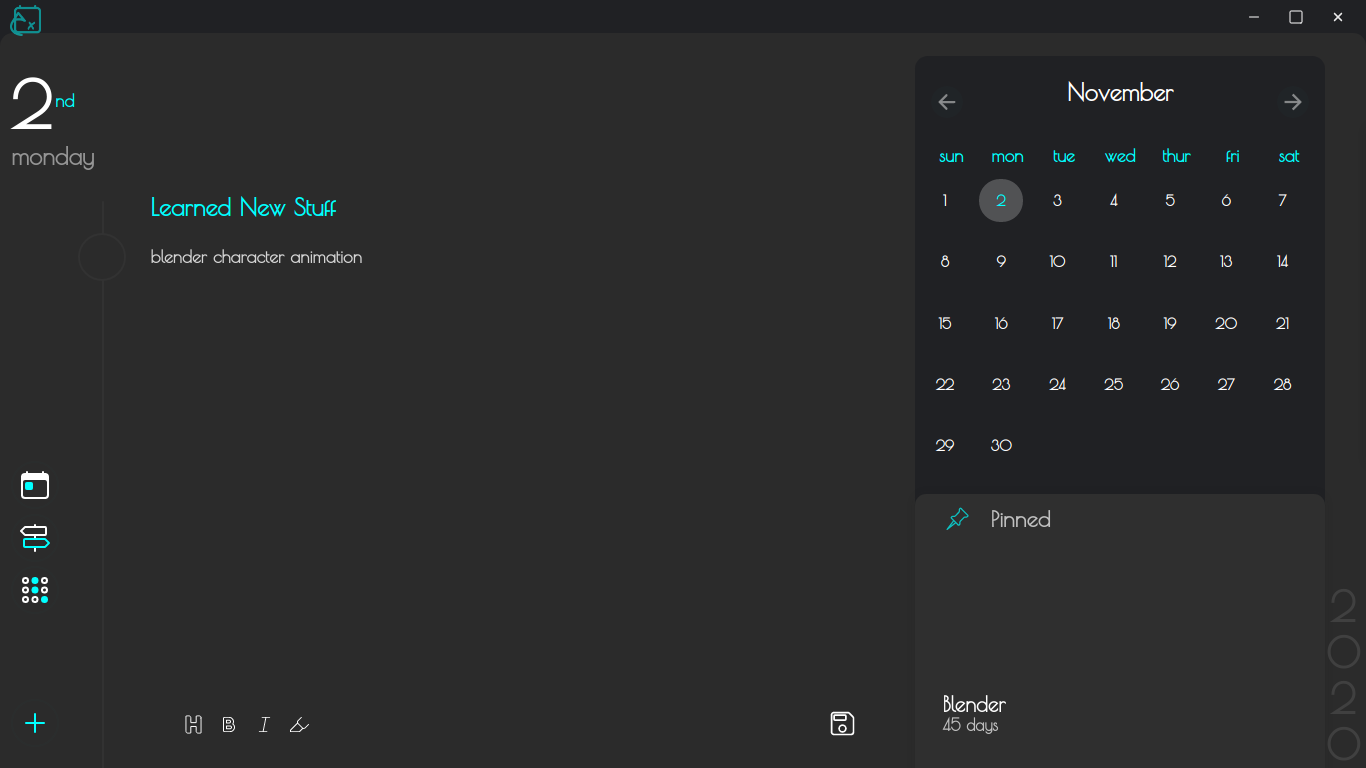 2nd
monday
Learned New Stuff
blender character animation
H B I
November
sun mon tue wed thur fri sat
1 2 3 4 5 6 7
8 9 10 11 12 13 14
15 16 17 18 19 20 21
22 23 24 25 26 27 28
29 30
Pinned
Blender
45 days
2
0
2
0